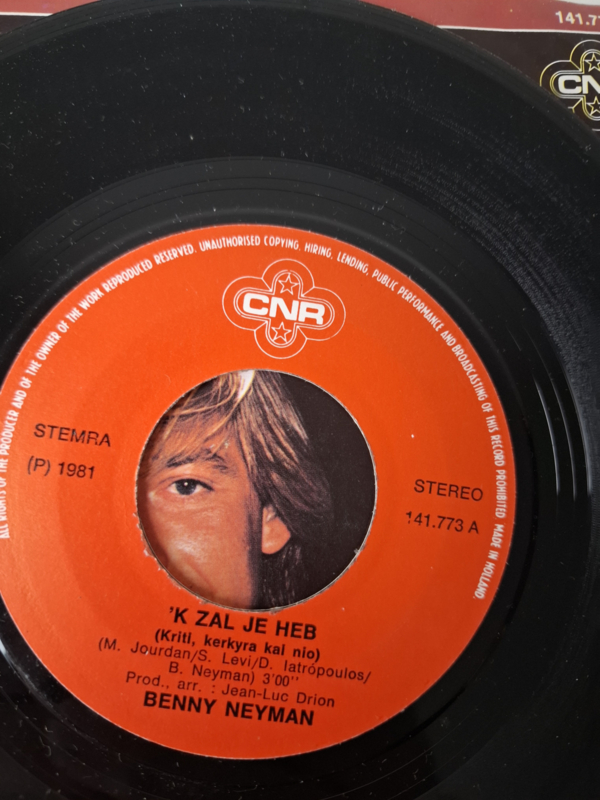 141.77
CNR
ALL RIGHTS OF THE PRODUCER AND OF THE OWNER OF THE WORK REPRODUCED RESERVED. UNAUTHORISED COPYING, HIRING, LENDING, PUBLIC PERFORMANCE AND BROADCASTING OF THIS RECORD PROHIBITED MADE IN HOLLAND.
CNR
STEMRA
(P) 1981
STEREO
141.773 A
'K ZAL JE HEB
(Kriti, kerkyra kai nio)
(M. Jourdan/S. Levi/D. Iatrópoulos/
B. Neyman) 3'00''
Prod., arr. : Jean-Luc Drion
BENNY NEYMAN